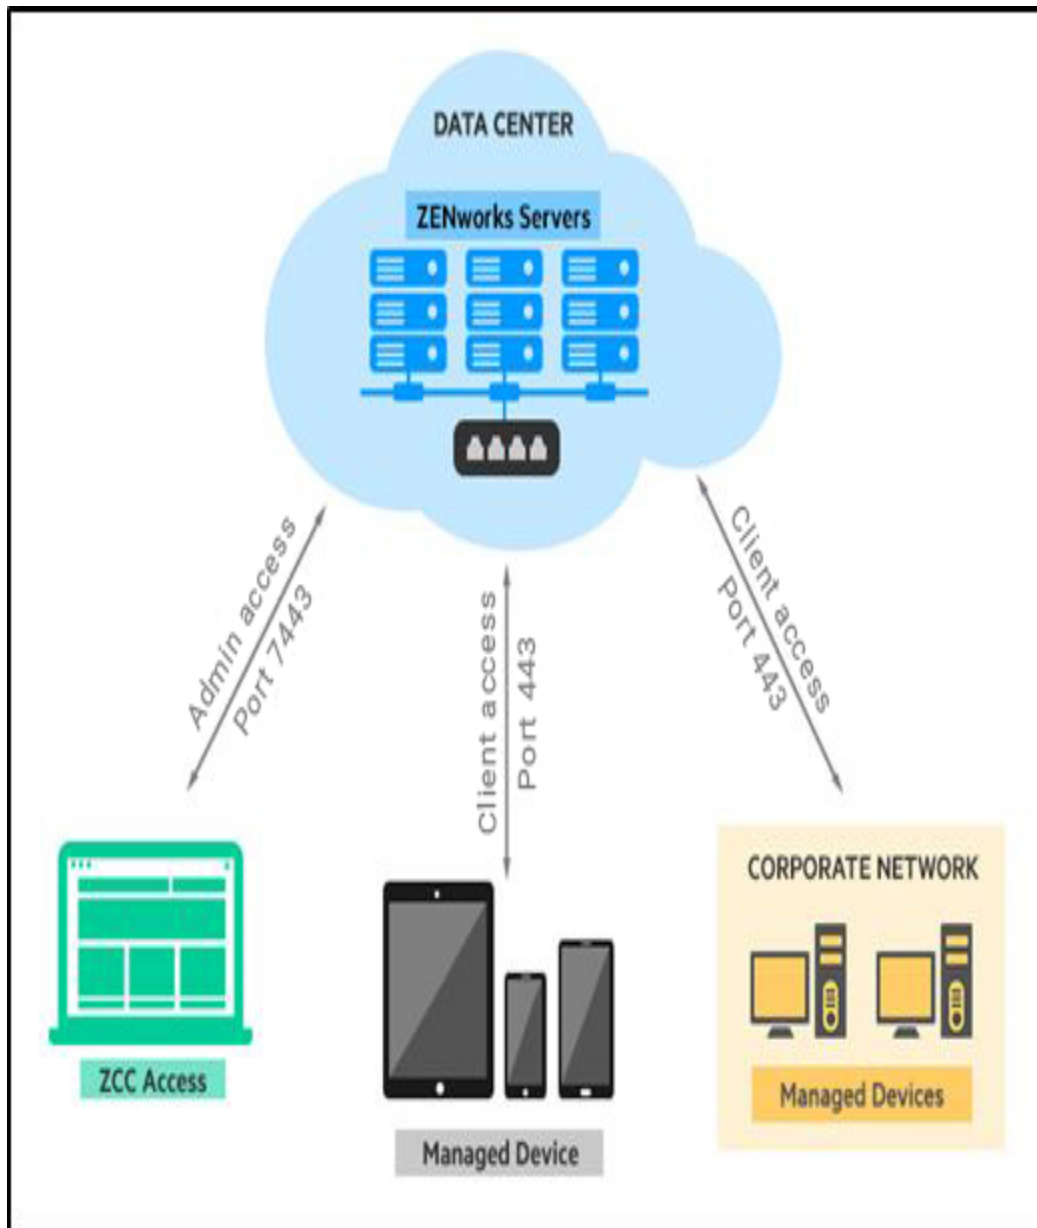 DATA CENTER
ZENworks Servers
Admin access
Port 7443
Client access
Port 443
Client access
Port 443
ZCC Access
Managed Device
CORPORATE NETWORK
Managed Devices